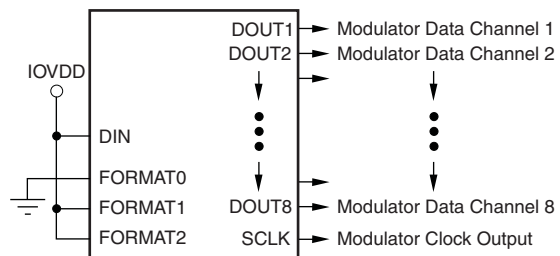 DOUT1 Modulator Data Channel 1
DOUT2 Modulator Data Channel 2
IOVDD
DIN
FORMAT0
FORMAT1
DOUT8 Modulator Data Channel 8
FORMAT2
SCLK Modulator Clock Output